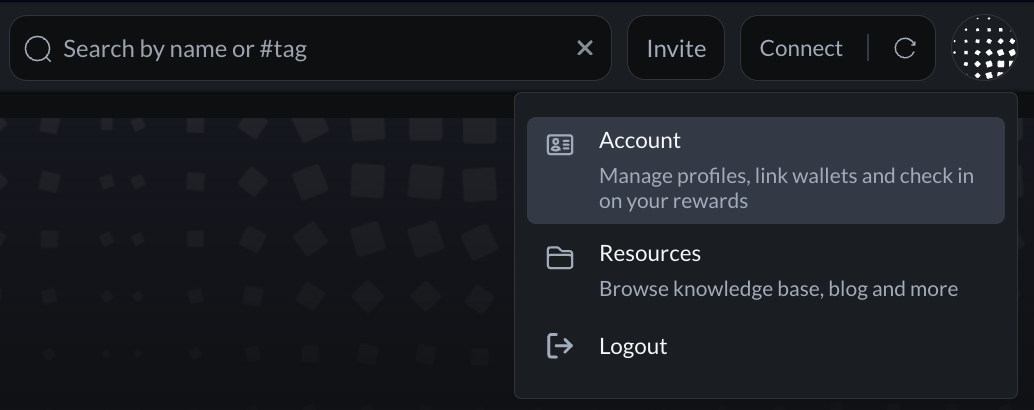 Search by name or #tag
Invite
Connect
Account
Manage profiles, link wallets and check in
on your rewards
Resources
Browse knowledge base, blog and more
Logout